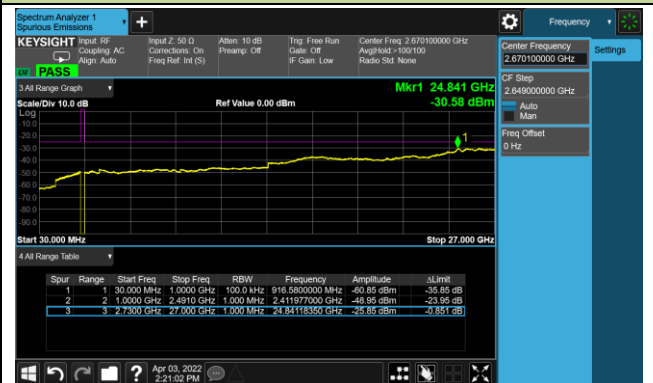 Spectrum Analyzer 1
Spurious Emissions
Frequency
KEYSIGHT Input: RF Input Z: 50 Ω Atten: 10 dB Trig: Free Run Center Freq: 2.670100000 GHz
Coupling: AC Corrections: On Preamp: Off Gate: Off Avg|Hold:>100/100
Align: Auto Freq Ref: Int (S) IF Gain: Low Radio Std: None
PASS
Center Frequency
2.670100000 GHz
Settings
CF Step
2.649000000 GHz
Auto
Man
Freq Offset
0 Hz
3 All Range Graph
Mkr1 24.841 GHz
Scale/Div 10.0 dB Ref Value 0.00 dBm -30.58 dBm
Log
-10.0
-20.0
-30.0
-40.0
-50.0
-60.0
-70.0
-80.0
-90.0
1
Start 30.000 MHz Stop 27.000 GHz
4 All Range Table
Spur Range Start Freq Stop Freq RBW Frequency Amplitude ΔLimit
1 1 30.000 MHz 1.0000 GHz 100.0 kHz 916.5800000 MHz -60.85 dBm -35.85 dB
2 2 1.0000 GHz 2.4910 GHz 1.000 MHz 2.411977000 GHz -48.95 dBm -23.95 dB
3 3 2.7300 GHz 27.000 GHz 1.000 MHz 24.84118350 GHz -25.85 dBm -0.851 dB
Apr 03, 2022
2:21:02 PM